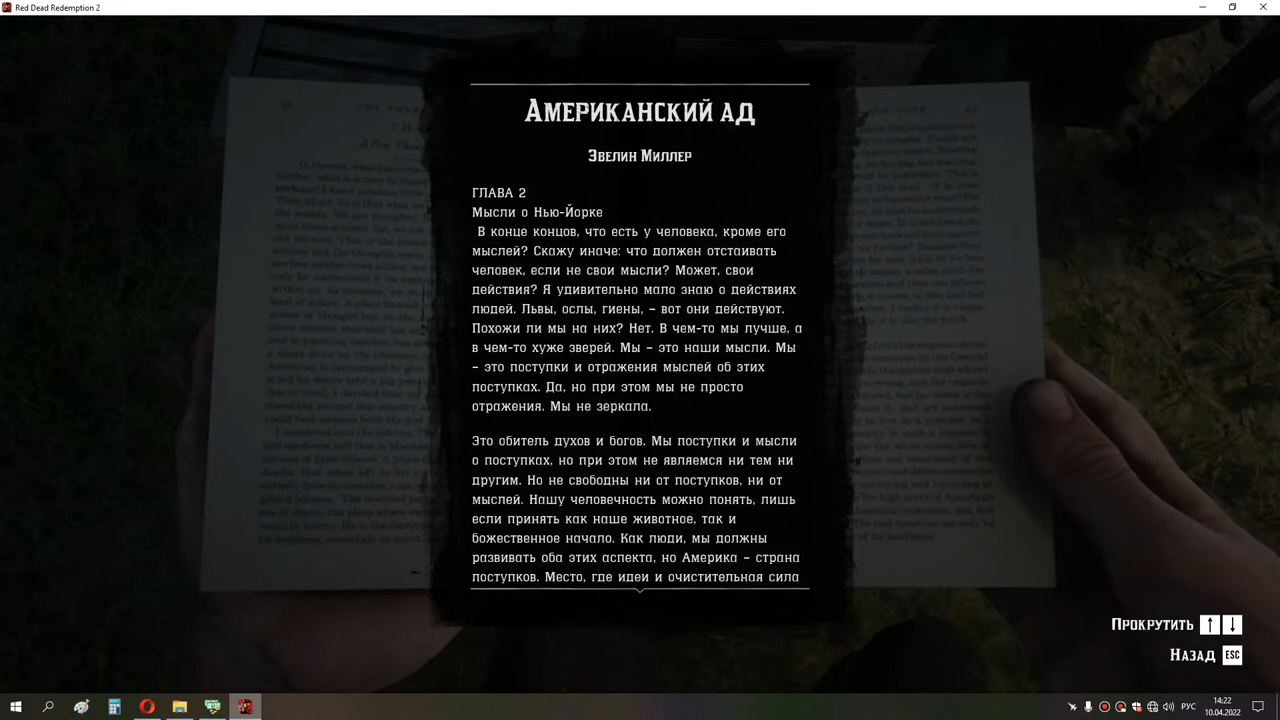 Red Dead Redemption 2
Американский ад
Эвелин Миллер
ГЛАВА 2
Мысли о Нью-Йорке
В конце концов, что есть у человека, кроме его
мыслей? Скажу иначе: что должен отстаивать
человек, если не свои мысли? Может, свои
действия? Я удивительно мало знаю о действиях
людей. Львы, ослы, гиены, – вот они действуют.
Похожи ли мы на них? Нет. В чем-то мы лучше, а
в чем-то хуже зверей. Мы – это наши мысли. Мы
– это поступки и отражения мыслей об этих
поступках. Да, но при этом мы не просто
отражения. Мы не зеркала.
Это обитель духов и богов. Мы поступки и мысли
о поступках, но при этом не являемся ни тем ни
другим. Но не свободны ни от поступков, ни от
мыслей. Нашу человечность можно понять, лишь
если принять как наше животное, так и
божественное начало. Как люди, мы должны
развивать оба этих аспекта, но Америка – страна
поступков. Место, где идеи и очистительная сила
Прокрутить ↑ ↓
Назад ESC
РУС
14:22
10.04.2022